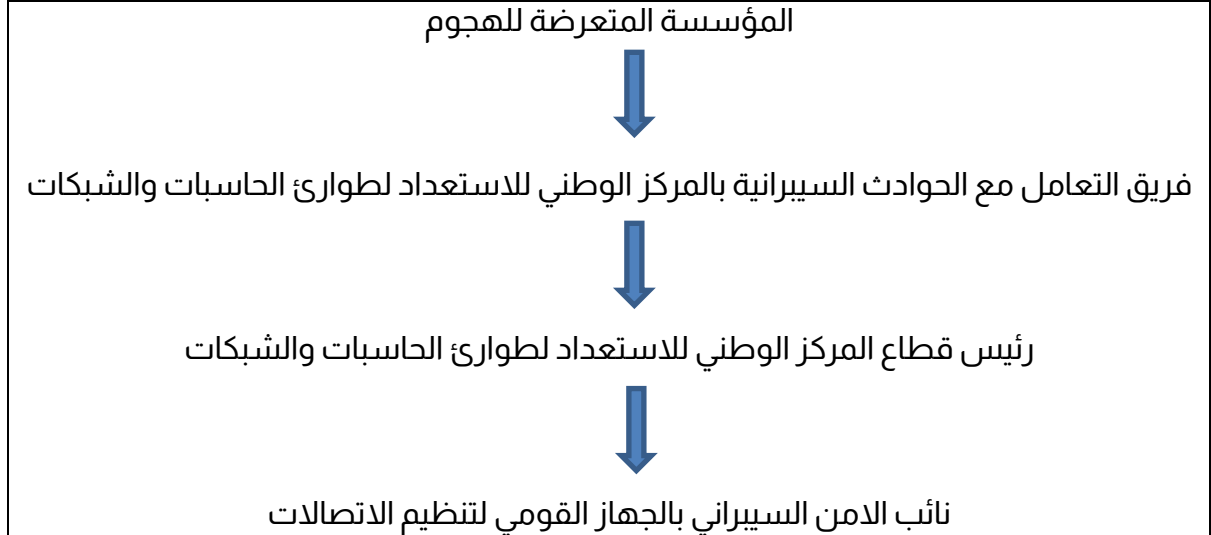 المؤسسة المتعرضة للهجوم
فريق التعامل مع الحوادث السيبرانية بالمركز الوطني للاستعداد لطوارئ الحاسبات والشبكات
رئيس قطاع المركز الوطني للاستعداد لطوارئ الحاسبات والشبكات
نائب الامن السيبراني بالجهاز القومي لتنظيم الاتصالات